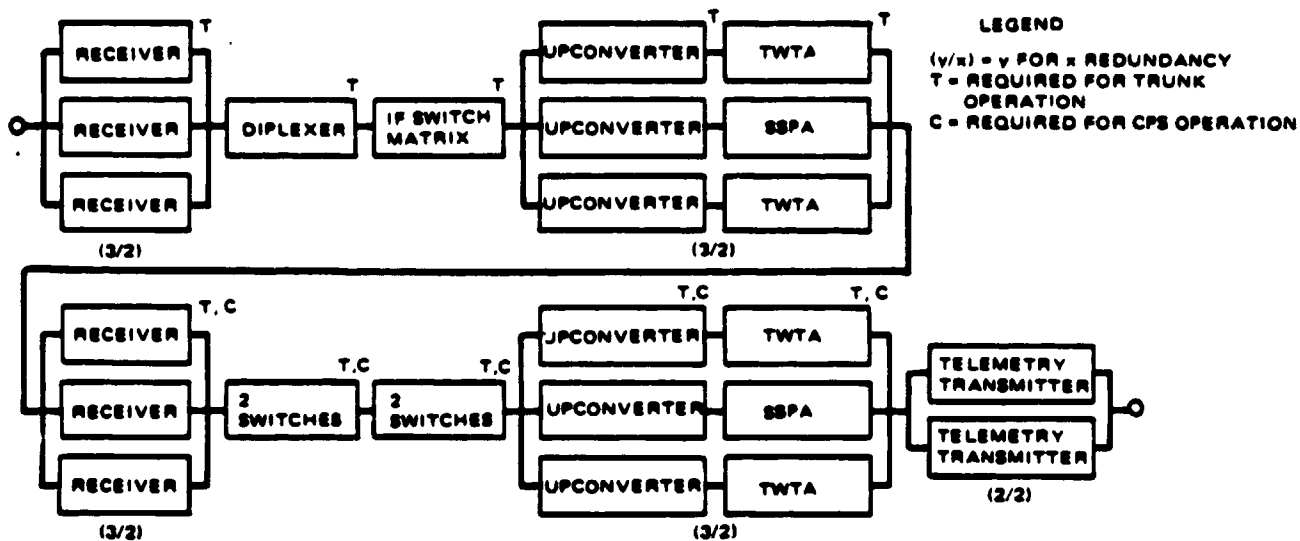 T
RECEIVER
RECEIVER
RECEIVER
(3/2)
T
DIPLEXER
T
IF SWITCH
MATRIX
T
T
UPCONVERTER
TWTA
UPCONVERTER
SSPA
UPCONVERTER
TWTA
(3/2)
LEGEND
(y/x) = y FOR x REDUNDANCY
T = REQUIRED FOR TRUNK
OPERATION
C = REQUIRED FOR CPS OPERATION
T, C
RECEIVER
RECEIVER
RECEIVER
(3/2)
T,C
2
SWITCHES
T,C
2
SWITCHES
T,C
T, C
UPCONVERTER
TWTA
UPCONVERTER
SSPA
UPCONVERTER
TWTA
(3/2)
TELEMETRY
TRANSMITTER
TELEMETRY
TRANSMITTER
(2/2)